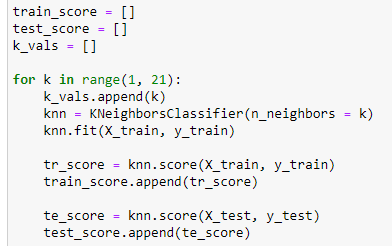 train_score = []
test_score = []
k_vals = []
for k in range(1, 21):
    k_vals.append(k)
    knn = KNeighborsClassifier(n_neighbors = k)
    knn.fit(X_train, y_train)
    tr_score = knn.score(X_train, y_train)
    train_score.append(tr_score)
    te_score = knn.score(X_test, y_test)
    test_score.append(te_score)